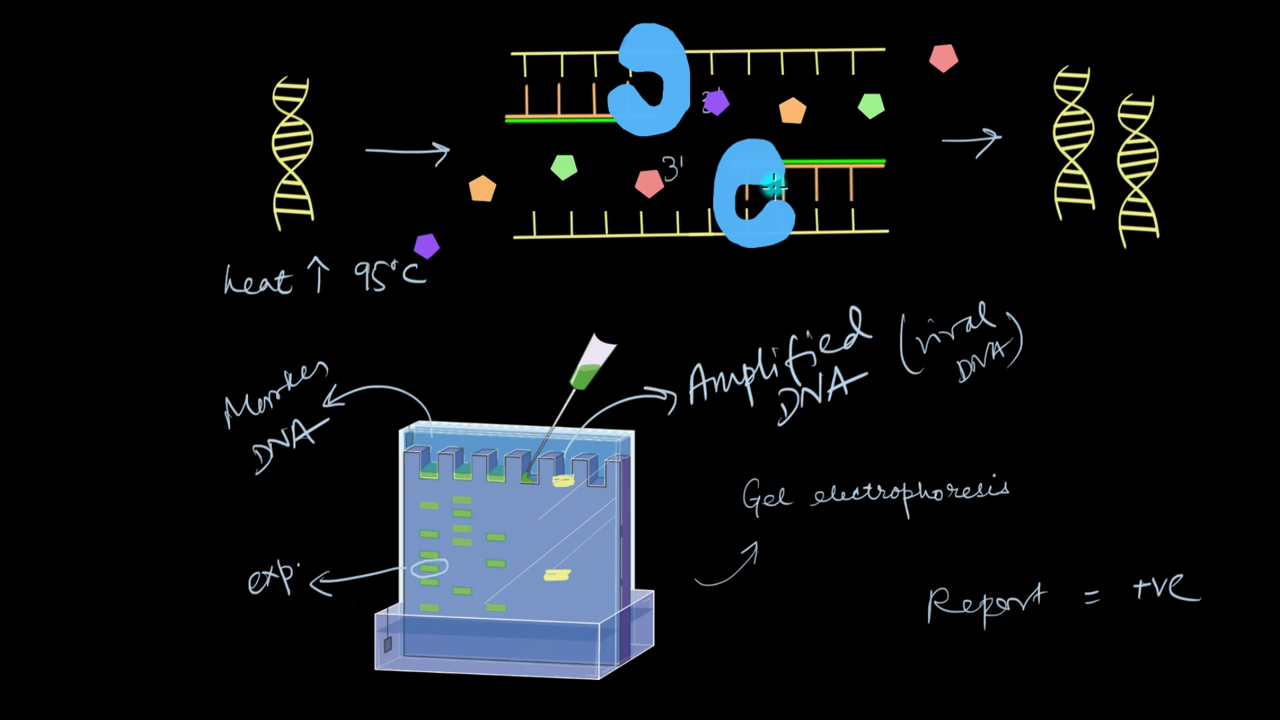 3'
3'
heat ↑ 95°C
Marker
DNA
Amplified
DNA
(viral
DNA)
Gel electrophoresis
exp.
Report = +ve